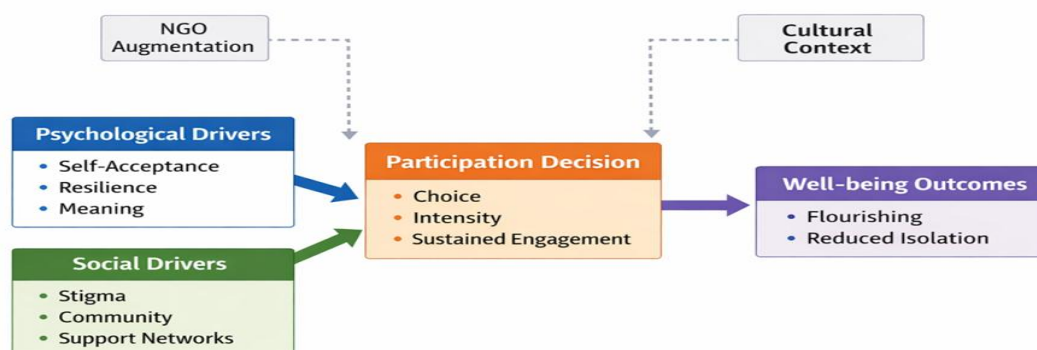 NGO
Augmentation
Cultural
Context
Psychological Drivers
• Self-Acceptance
• Resilience
• Meaning
Participation Decision
• Choice
• Intensity
• Sustained Engagement
Well-being Outcomes
• Flourishing
• Reduced Isolation
Social Drivers
• Stigma
• Community
• Support Networks